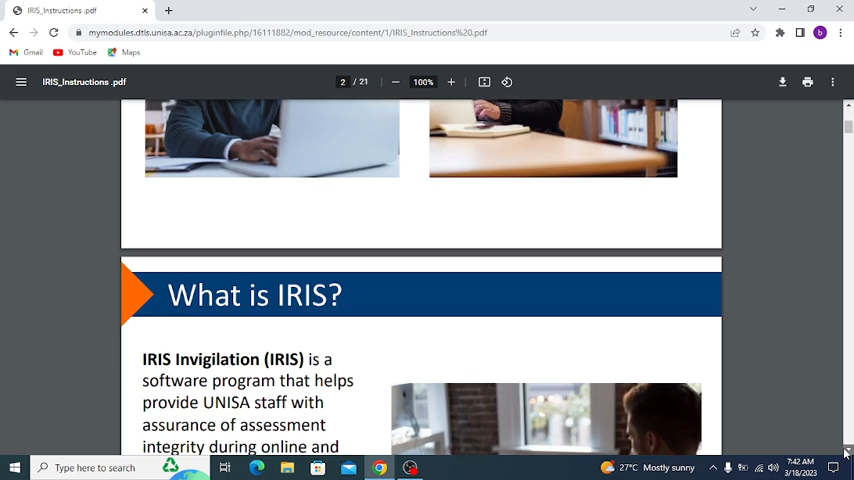 IRIS_Instructions .pdf
mymodules.dtls.unisa.ac.za/pluginfile.php/16111882/mod_resource/content/1/IRIS_Instructions%20.pdf
b
Gmail YouTube Maps
IRIS_Instructions .pdf
2 / 21
100%
What is IRIS?
IRIS Invigilation (IRIS) is a
software program that helps
provide UNISA staff with
assurance of assessment
integrity during online and
Type here to search
27°C Mostly sunny
7:42 AM
3/18/2023